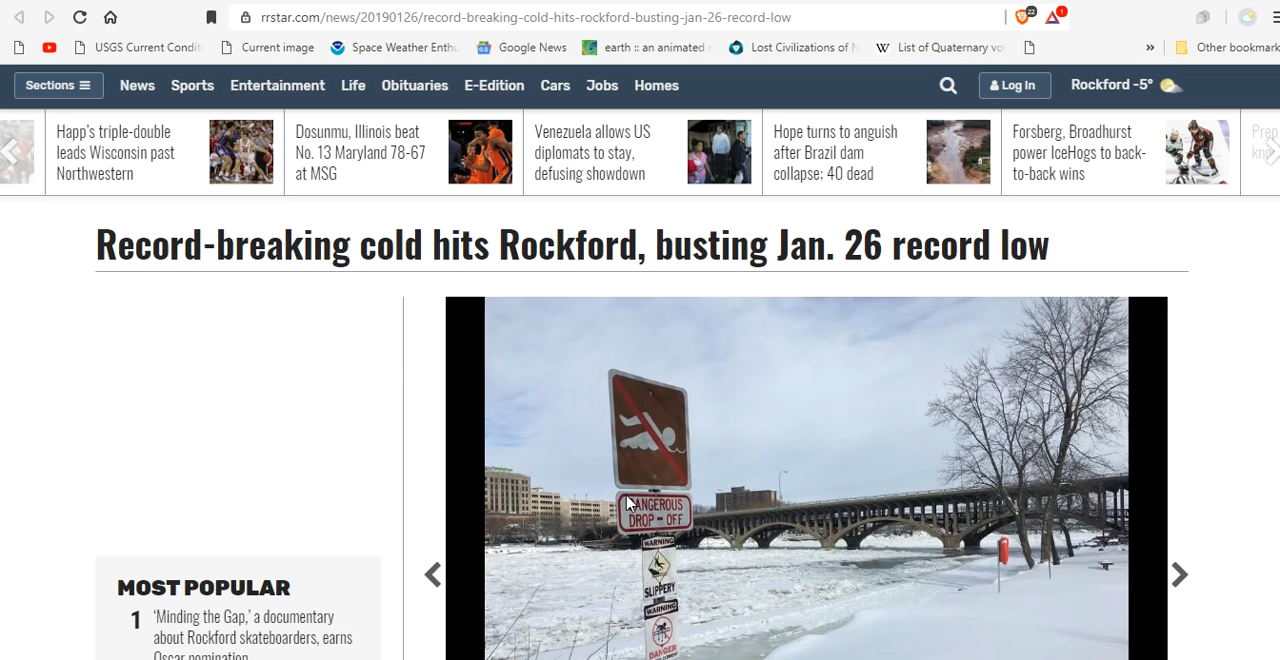 rrstar.com/news/20190126/record-breaking-cold-hits-rockford-busting-jan-26-record-low
22
1
USGS Current Condit
Current image
Space Weather Enthu
Google News
earth :: an animated
Lost Civilizations of N
W List of Quaternary vo
»
Other bookmark
Sections
News Sports Entertainment Life Obituaries E-Edition Cars Jobs Homes
Log In
Rockford -5°
Happ's triple-double
leads Wisconsin past
Northwestern
Dosunmu, Illinois beat
No. 13 Maryland 78-67
at MSG
Venezuela allows US
diplomats to stay,
defusing showdown
Hope turns to anguish
after Brazil dam
collapse; 40 dead
Forsberg, Broadhurst
power IceHogs to back-
to-back wins
Prep
Record-breaking cold hits Rockford, busting Jan. 26 record low
DANGEROUS
DROP-OFF
WARNING
SLIPPERY
WARNING
DANGER
MOST POPULAR
1 'Minding the Gap,' a documentary
about Rockford skateboarders, earns
Oscar nomination